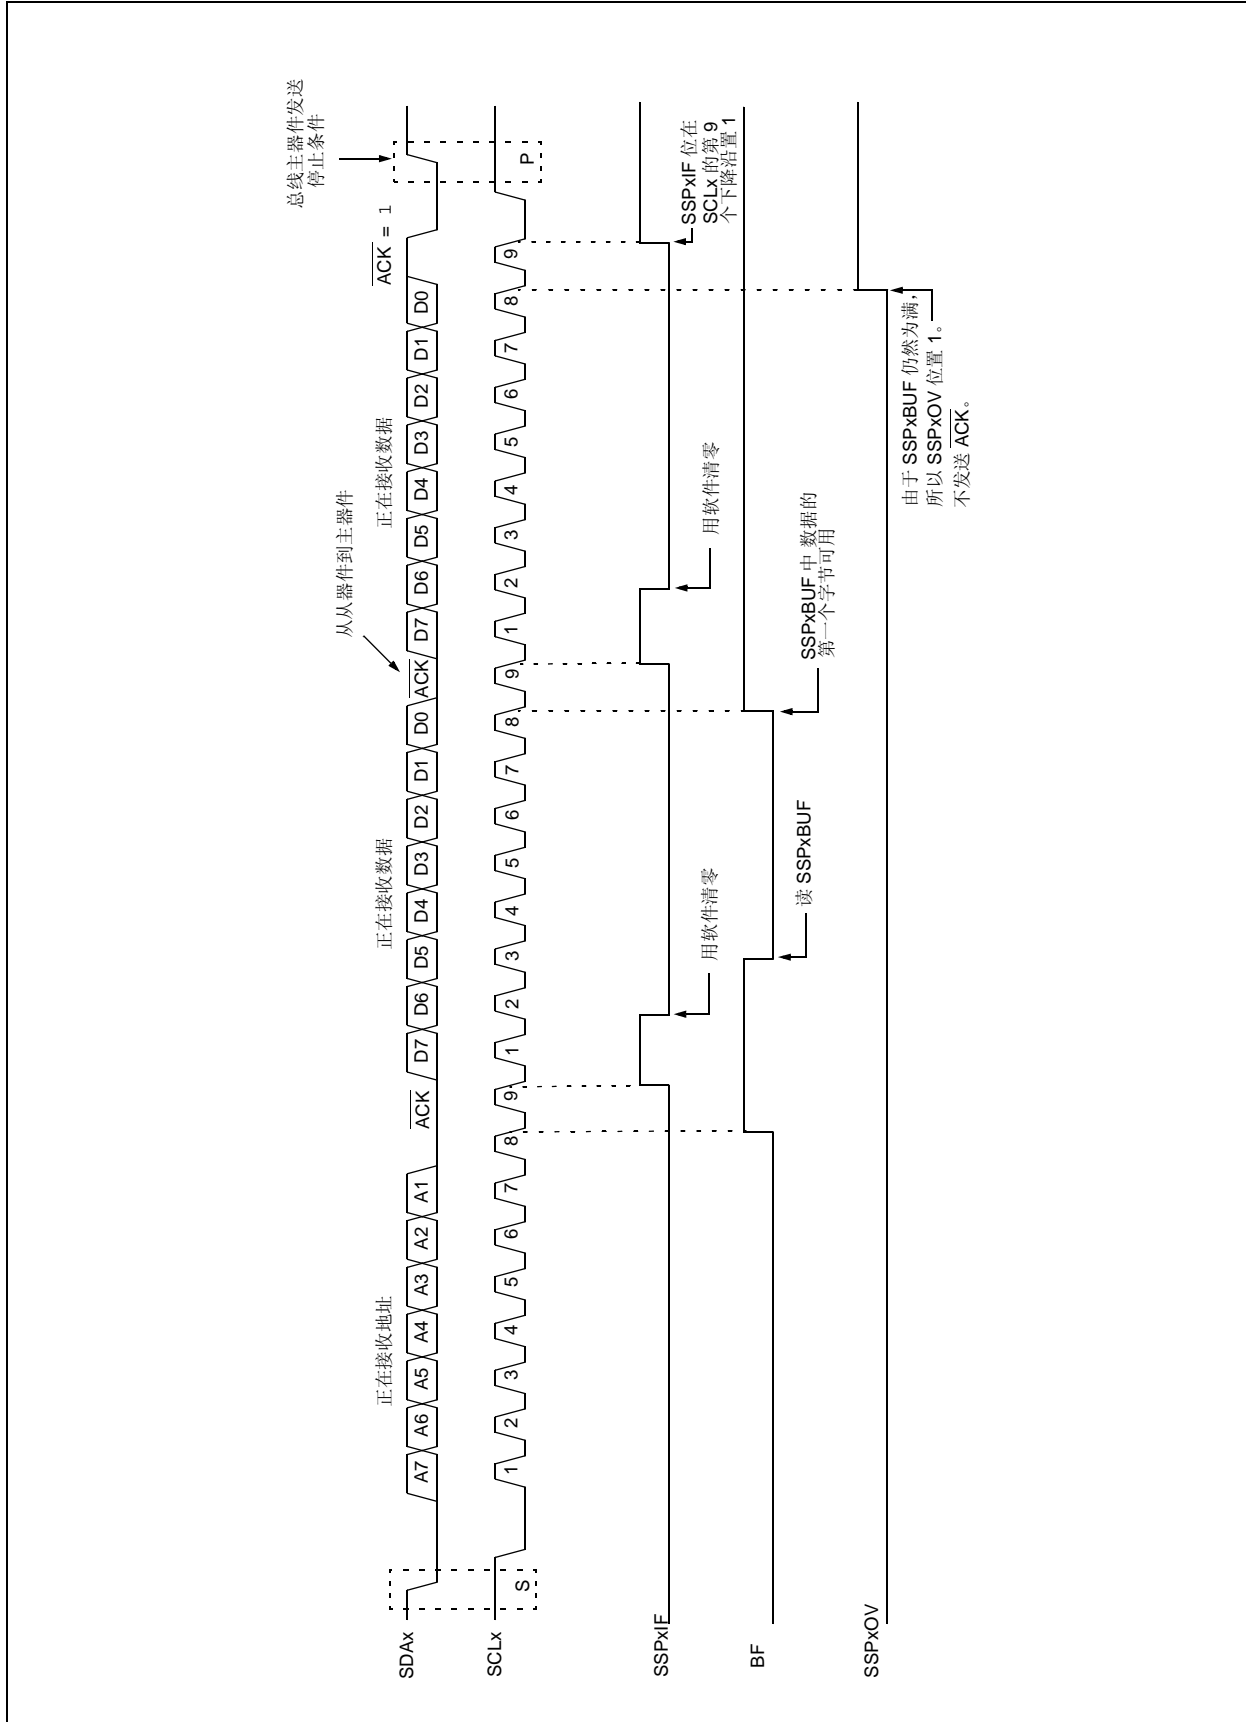 总线主器件发送
停止条件
从从器件到主器件
正在接收地址
正在接收数据
正在接收数据
ACK = 1
SDAx
A7 A6 A5 A4 A3 A2 A1 ACK D7 D6 D5 D4 D3 D2 D1 D0 ACK D7 D6 D5 D4 D3 D2 D1 D0
SCLx
S 1 2 3 4 5 6 7 8 9 1 2 3 4 5 6 7 8 9 1 2 3 4 5 6 7 8 9 P
SSPxIF
用软件清零
用软件清零
SSPxIF 位在
SCLx 的第 9
个下降沿置 1
BF
读 SSPxBUF
SSPxBUF 中 数据的
第一个字节可用
SSPxOV
由于 SSPxBUF 仍然为满，
所以 SSPxOV 位置 1。
不发送 ACK。